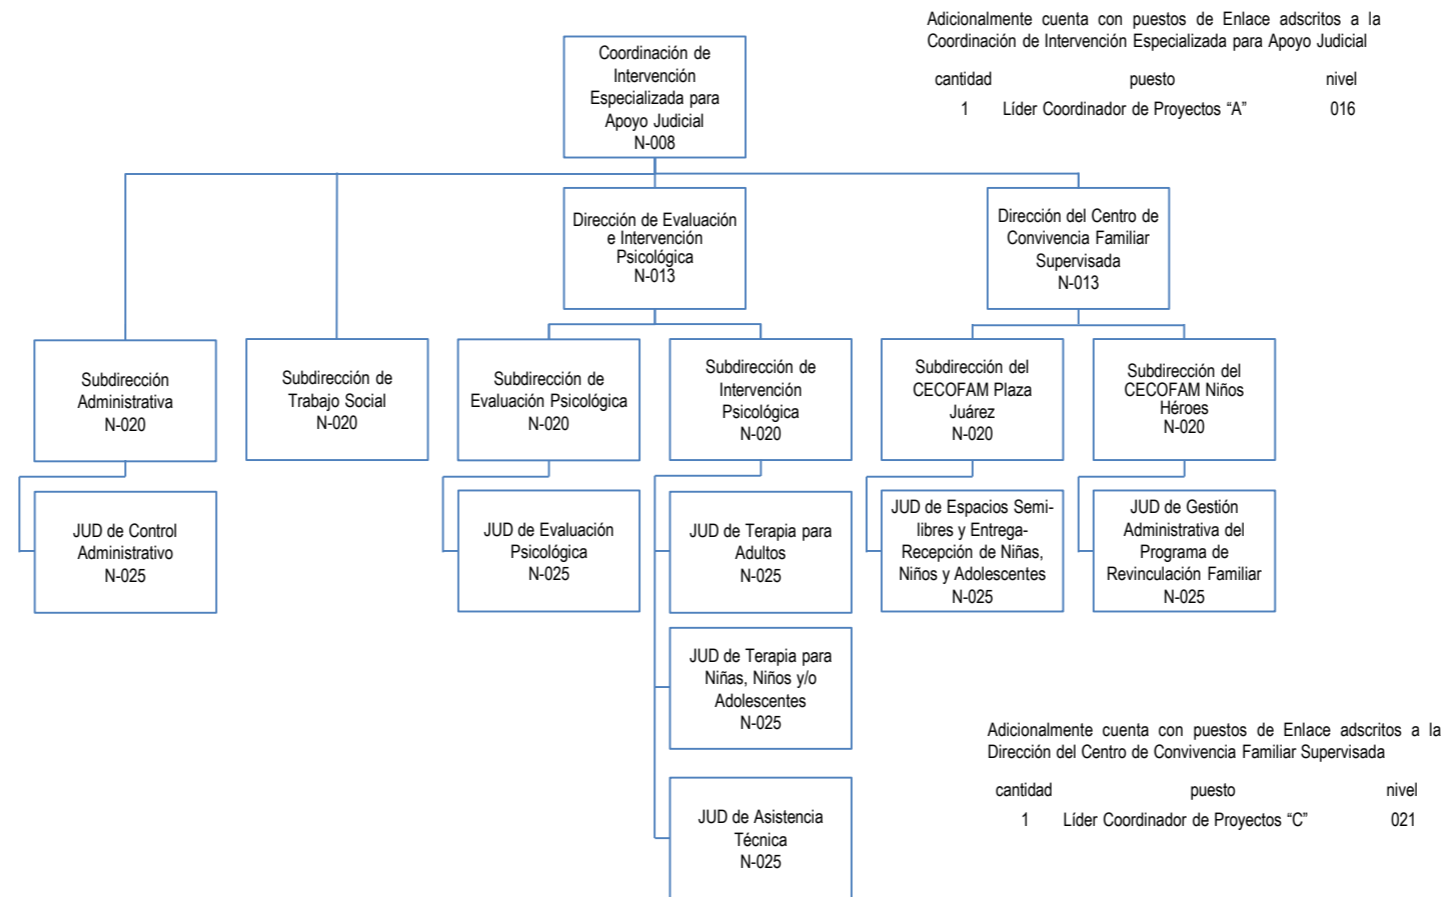 Adicionalmente cuenta con puestos de Enlace adscritos a la
Coordinación de Intervención Especializada para Apoyo Judicial
cantidad puesto nivel
1 Líder Coordinador de Proyectos “A” 016
Coordinación de
Intervención
Especializada para
Apoyo Judicial
N-008
Dirección de Evaluación
e Intervención
Psicológica
N-013
Dirección del Centro de
Convivencia Familiar
Supervisada
N-013
Subdirección
Administrativa
N-020
Subdirección de
Trabajo Social
N-020
Subdirección de
Evaluación Psicológica
N-020
Subdirección de
Intervención
Psicológica
N-020
Subdirección del
CECOFAM Plaza
Juárez
N-020
Subdirección del
CECOFAM Niños
Héroes
N-020
JUD de Control
Administrativo
N-025
JUD de Evaluación
Psicológica
N-025
JUD de Terapia para
Adultos
N-025
JUD de Espacios Semi-
libres y Entrega-
Recepción de Niñas,
Niños y Adolescentes
N-025
JUD de Gestión
Administrativa del
Programa de
Revinculación Familiar
N-025
JUD de Terapia para
Niñas, Niños y/o
Adolescentes
N-025
JUD de Asistencia
Técnica
N-025
Adicionalmente cuenta con puestos de Enlace adscritos a la
Dirección del Centro de Convivencia Familiar Supervisada
cantidad puesto nivel
1 Líder Coordinador de Proyectos “C” 021